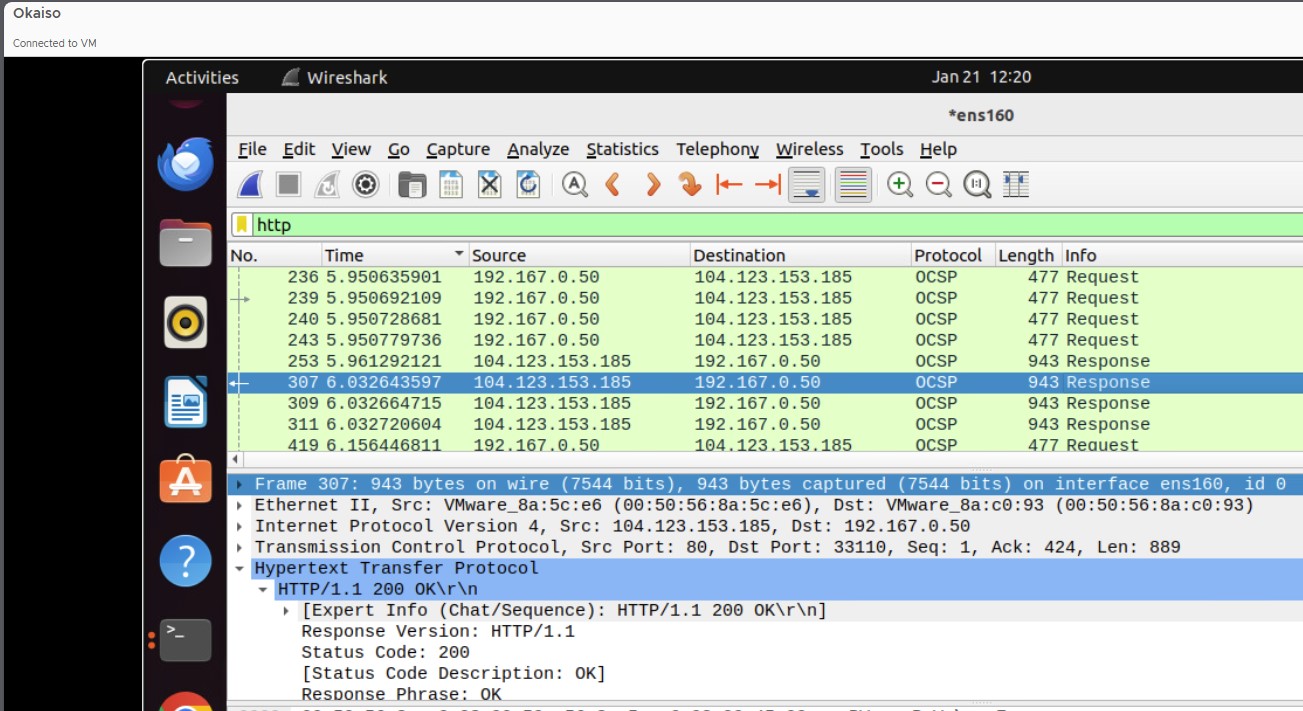 Okaiso
Connected to VM
Activities Wireshark Jan 21 12:20
*ens160
File Edit View Go Capture Analyze Statistics Telephony Wireless Tools Help
http
No. Time Source Destination Protocol Length Info
236 5.950635901 192.167.0.50 104.123.153.185 OCSP 477 Request
239 5.950692109 192.167.0.50 104.123.153.185 OCSP 477 Request
240 5.950728681 192.167.0.50 104.123.153.185 OCSP 477 Request
243 5.950779736 192.167.0.50 104.123.153.185 OCSP 477 Request
253 5.961292121 104.123.153.185 192.167.0.50 OCSP 943 Response
307 6.032643597 104.123.153.185 192.167.0.50 OCSP 943 Response
309 6.032664715 104.123.153.185 192.167.0.50 OCSP 943 Response
311 6.032720604 104.123.153.185 192.167.0.50 OCSP 943 Response
419 6.156446811 192.167.0.50 104.123.153.185 OCSP 477 Request
Frame 307: 943 bytes on wire (7544 bits), 943 bytes captured (7544 bits) on interface ens160, id 0
Ethernet II, Src: VMware_8a:5c:e6 (00:50:56:8a:5c:e6), Dst: VMware_8a:c0:93 (00:50:56:8a:c0:93)
Internet Protocol Version 4, Src: 104.123.153.185, Dst: 192.167.0.50
Transmission Control Protocol, Src Port: 80, Dst Port: 33110, Seq: 1, Ack: 424, Len: 889
Hypertext Transfer Protocol
HTTP/1.1 200 OK\r\n
[Expert Info (Chat/Sequence): HTTP/1.1 200 OK\r\n]
Response Version: HTTP/1.1
Status Code: 200
[Status Code Description: OK]
Response Phrase: OK